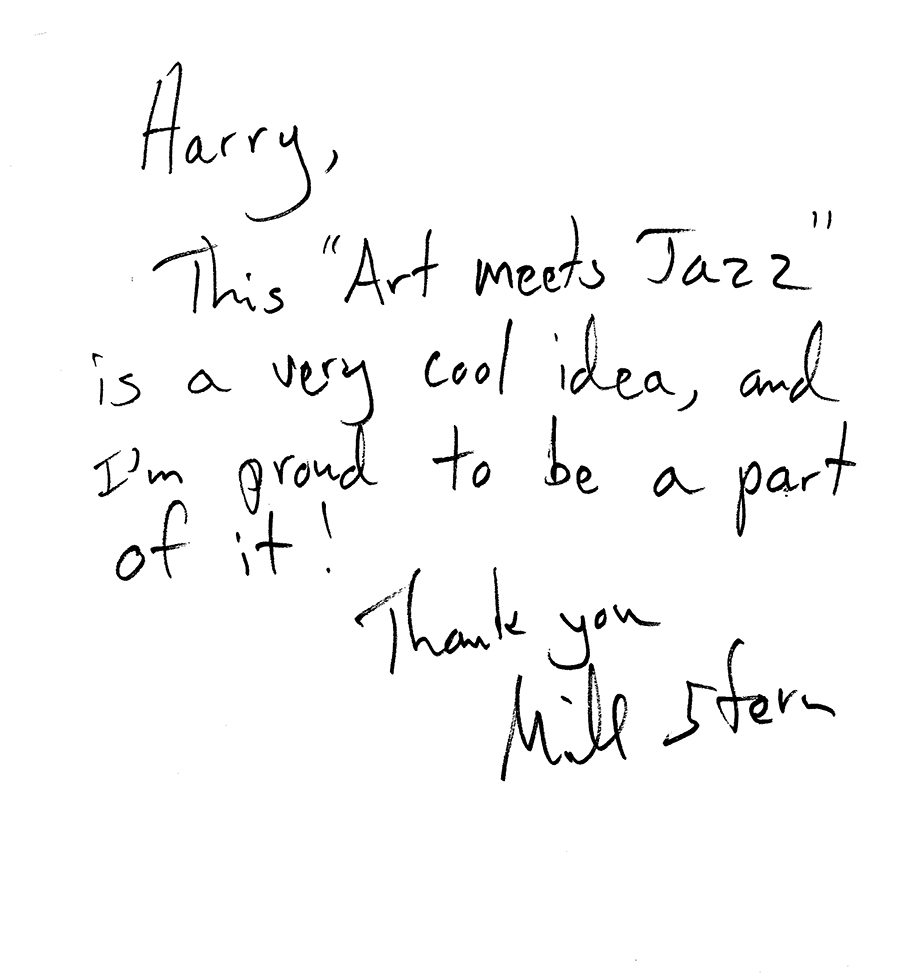 Harry,
This "Art meets Jazz"
is a very cool idea, and
I'm proud to be a part
of it!
Thank you
Stern